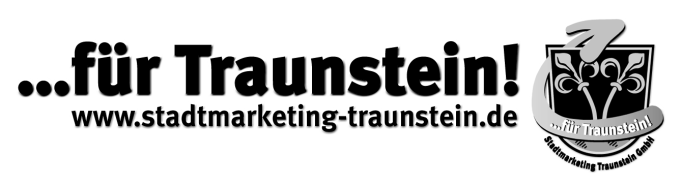 ...für Traunstein!
www.stadtmarketing-traunstein.de
...für Traunstein!
Stadtmarketing Traunstein GmbH